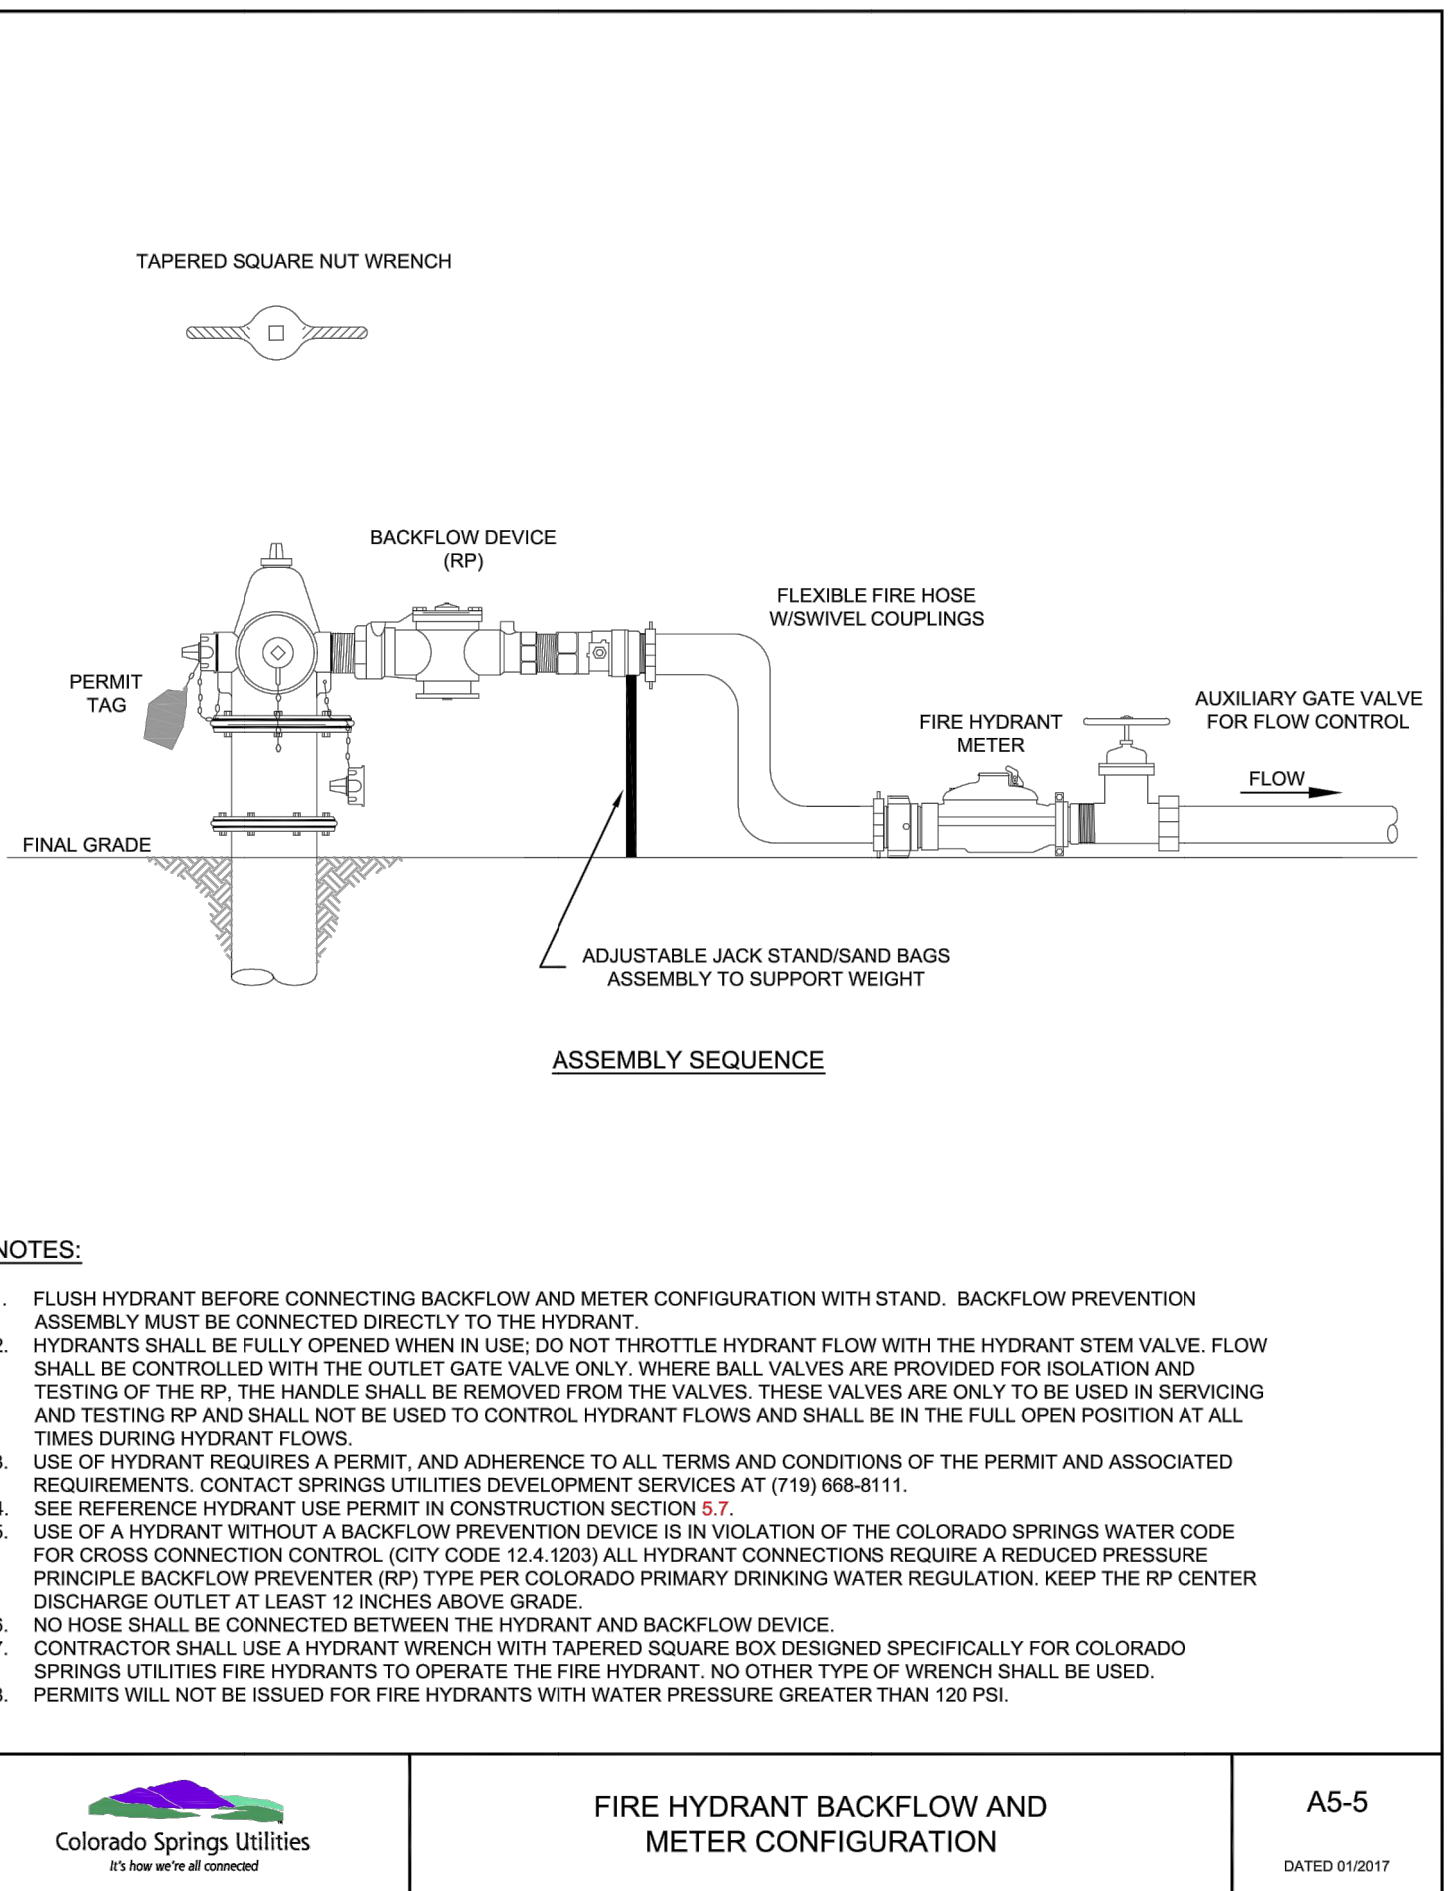 TAPERED SQUARE NUT WRENCH
BACKFLOW DEVICE
(RP)
FLEXIBLE FIRE HOSE
W/SWIVEL COUPLINGS
PERMIT
TAG
AUXILIARY GATE VALVE
FOR FLOW CONTROL
FIRE HYDRANT
METER
FLOW
FINAL GRADE
ADJUSTABLE JACK STAND/SAND BAGS
ASSEMBLY TO SUPPORT WEIGHT
ASSEMBLY SEQUENCE
NOTES:
. FLUSH HYDRANT BEFORE CONNECTING BACKFLOW AND METER CONFIGURATION WITH STAND. BACKFLOW PREVENTION
ASSEMBLY MUST BE CONNECTED DIRECTLY TO THE HYDRANT.
2. HYDRANTS SHALL BE FULLY OPENED WHEN IN USE; DO NOT THROTTLE HYDRANT FLOW WITH THE HYDRANT STEM VALVE. FLOW
SHALL BE CONTROLLED WITH THE OUTLET GATE VALVE ONLY. WHERE BALL VALVES ARE PROVIDED FOR ISOLATION AND
TESTING OF THE RP, THE HANDLE SHALL BE REMOVED FROM THE VALVES. THESE VALVES ARE ONLY TO BE USED IN SERVICING
AND TESTING RP AND SHALL NOT BE USED TO CONTROL HYDRANT FLOWS AND SHALL BE IN THE FULL OPEN POSITION AT ALL
TIMES DURING HYDRANT FLOWS.
3. USE OF HYDRANT REQUIRES A PERMIT, AND ADHERENCE TO ALL TERMS AND CONDITIONS OF THE PERMIT AND ASSOCIATED
REQUIREMENTS. CONTACT SPRINGS UTILITIES DEVELOPMENT SERVICES AT (719) 668-8111.
4. SEE REFERENCE HYDRANT USE PERMIT IN CONSTRUCTION SECTION 5.7.
5. USE OF A HYDRANT WITHOUT A BACKFLOW PREVENTION DEVICE IS IN VIOLATION OF THE COLORADO SPRINGS WATER CODE
FOR CROSS CONNECTION CONTROL (CITY CODE 12.4.1203) ALL HYDRANT CONNECTIONS REQUIRE A REDUCED PRESSURE
PRINCIPLE BACKFLOW PREVENTER (RP) TYPE PER COLORADO PRIMARY DRINKING WATER REGULATION. KEEP THE RP CENTER
DISCHARGE OUTLET AT LEAST 12 INCHES ABOVE GRADE.
6. NO HOSE SHALL BE CONNECTED BETWEEN THE HYDRANT AND BACKFLOW DEVICE.
7. CONTRACTOR SHALL USE A HYDRANT WRENCH WITH TAPERED SQUARE BOX DESIGNED SPECIFICALLY FOR COLORADO
SPRINGS UTILITIES FIRE HYDRANTS TO OPERATE THE FIRE HYDRANT. NO OTHER TYPE OF WRENCH SHALL BE USED.
8. PERMITS WILL NOT BE ISSUED FOR FIRE HYDRANTS WITH WATER PRESSURE GREATER THAN 120 PSI.
Colorado Springs Utilities
It's how we're all connected
FIRE HYDRANT BACKFLOW AND
METER CONFIGURATION
A5-5
DATED 01/2017